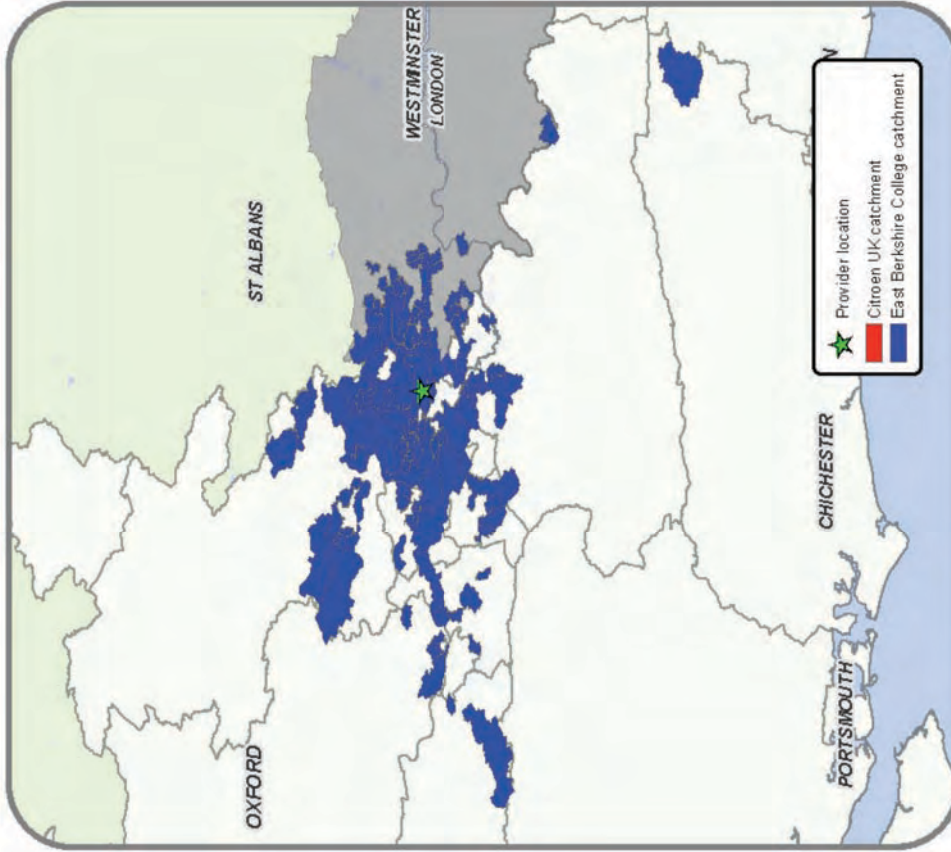 WESTMINSTER
LONDON
ST ALBANS
OXFORD
CHICHESTER
PORTSMOUTH
N
Provider location
Citroen UK catchment
East Berkshire College catchment